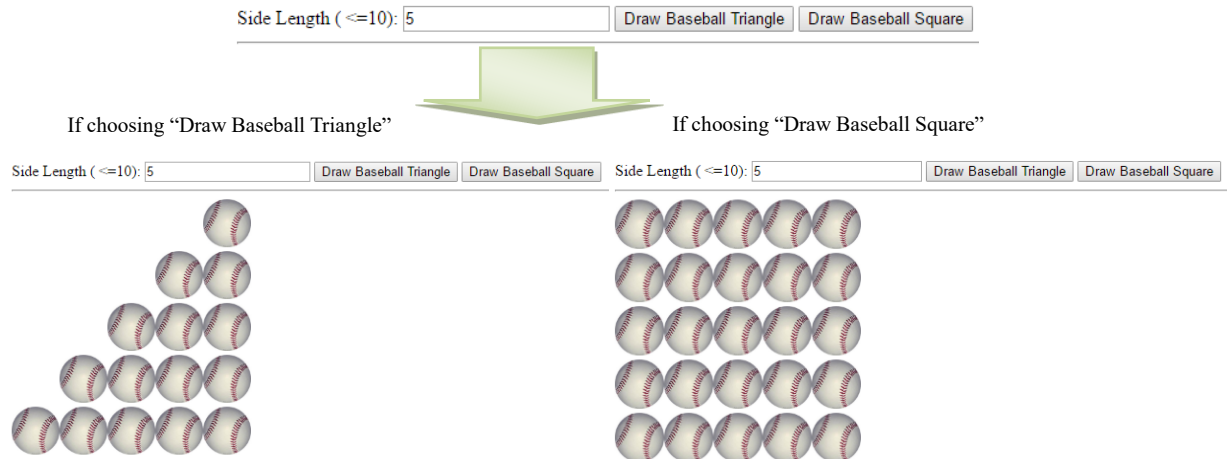 Side Length ( <=10): 5 Draw Baseball Triangle Draw Baseball Square
If choosing “Draw Baseball Triangle”
If choosing “Draw Baseball Square”
Side Length ( <=10): 5 Draw Baseball Triangle Draw Baseball Square
Side Length ( <=10): 5 Draw Baseball Triangle Draw Baseball Square